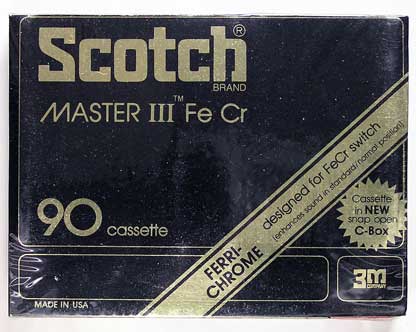 Scotch®
BRAND
MASTER III™ Fe Cr
designed for FeCr switch
(enhances sound in standard/normal position)
Cassette
in NEW
snap open
C-Box
90 cassette
FERRI-
CHROME
3M
COMPANY
MADE IN USA